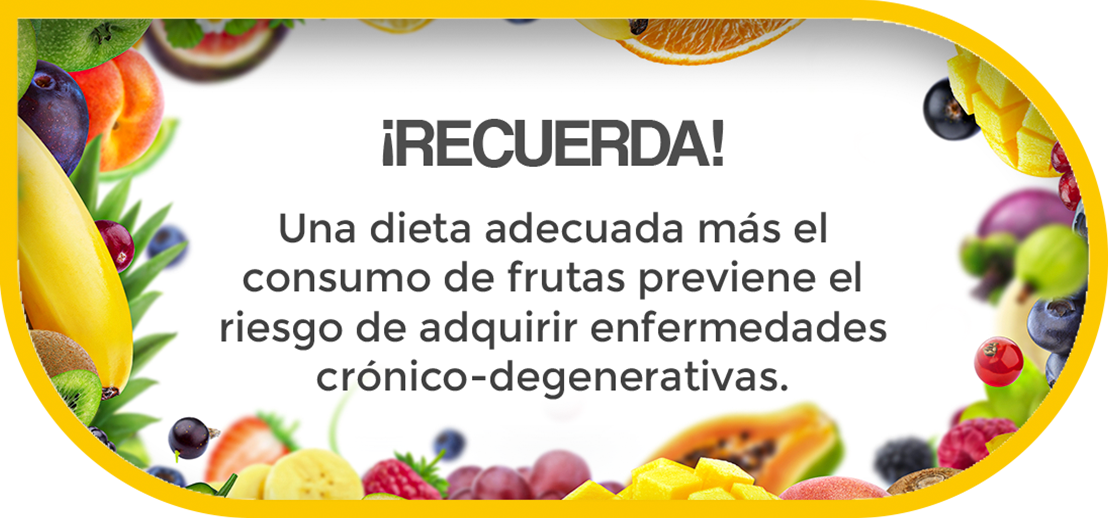 ¡RECUERDA!
Una dieta adecuada más el
consumo de frutas previene el
riesgo de adquirir enfermedades
crónico-degenerativas.